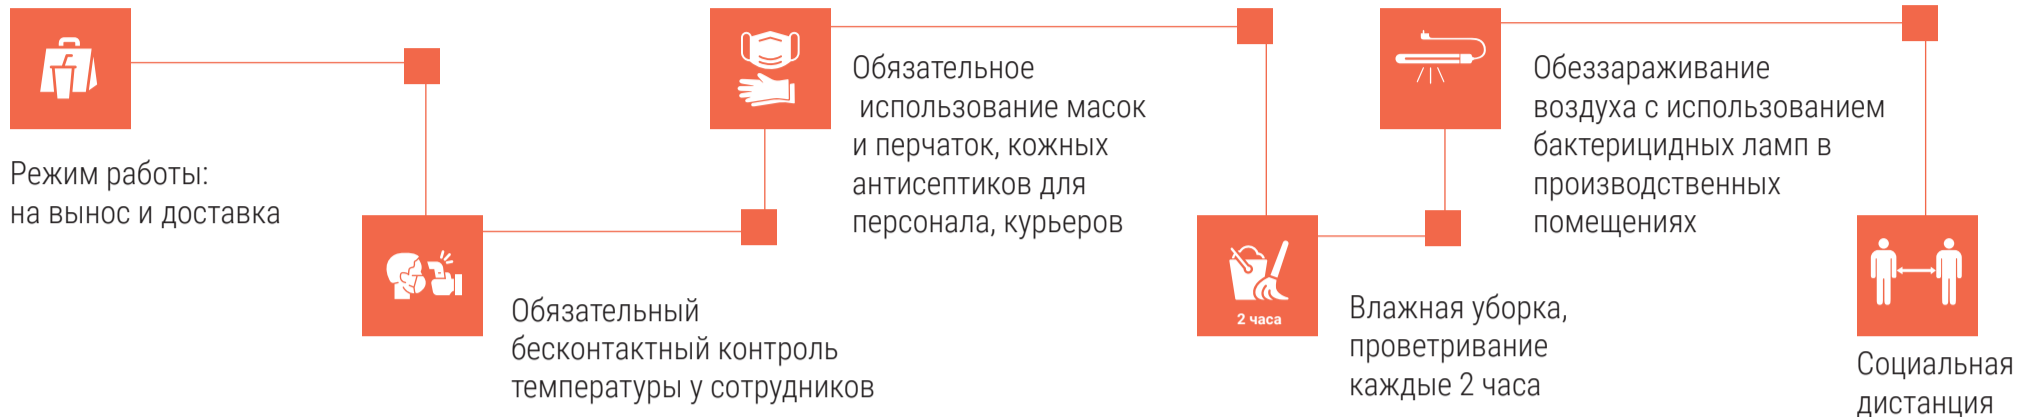 Режим работы:
на вынос и доставка
Обязательный
бесконтактный контроль
температуры у сотрудников
Обязательное
использование масок
и перчаток, кожных
антисептиков для
персонала, курьеров
2 часа
Влажная уборка,
проветривание
каждые 2 часа
Обеззараживание
воздуха с использованием
бактерицидных ламп в
производственных
помещениях
Социальная
дистанция